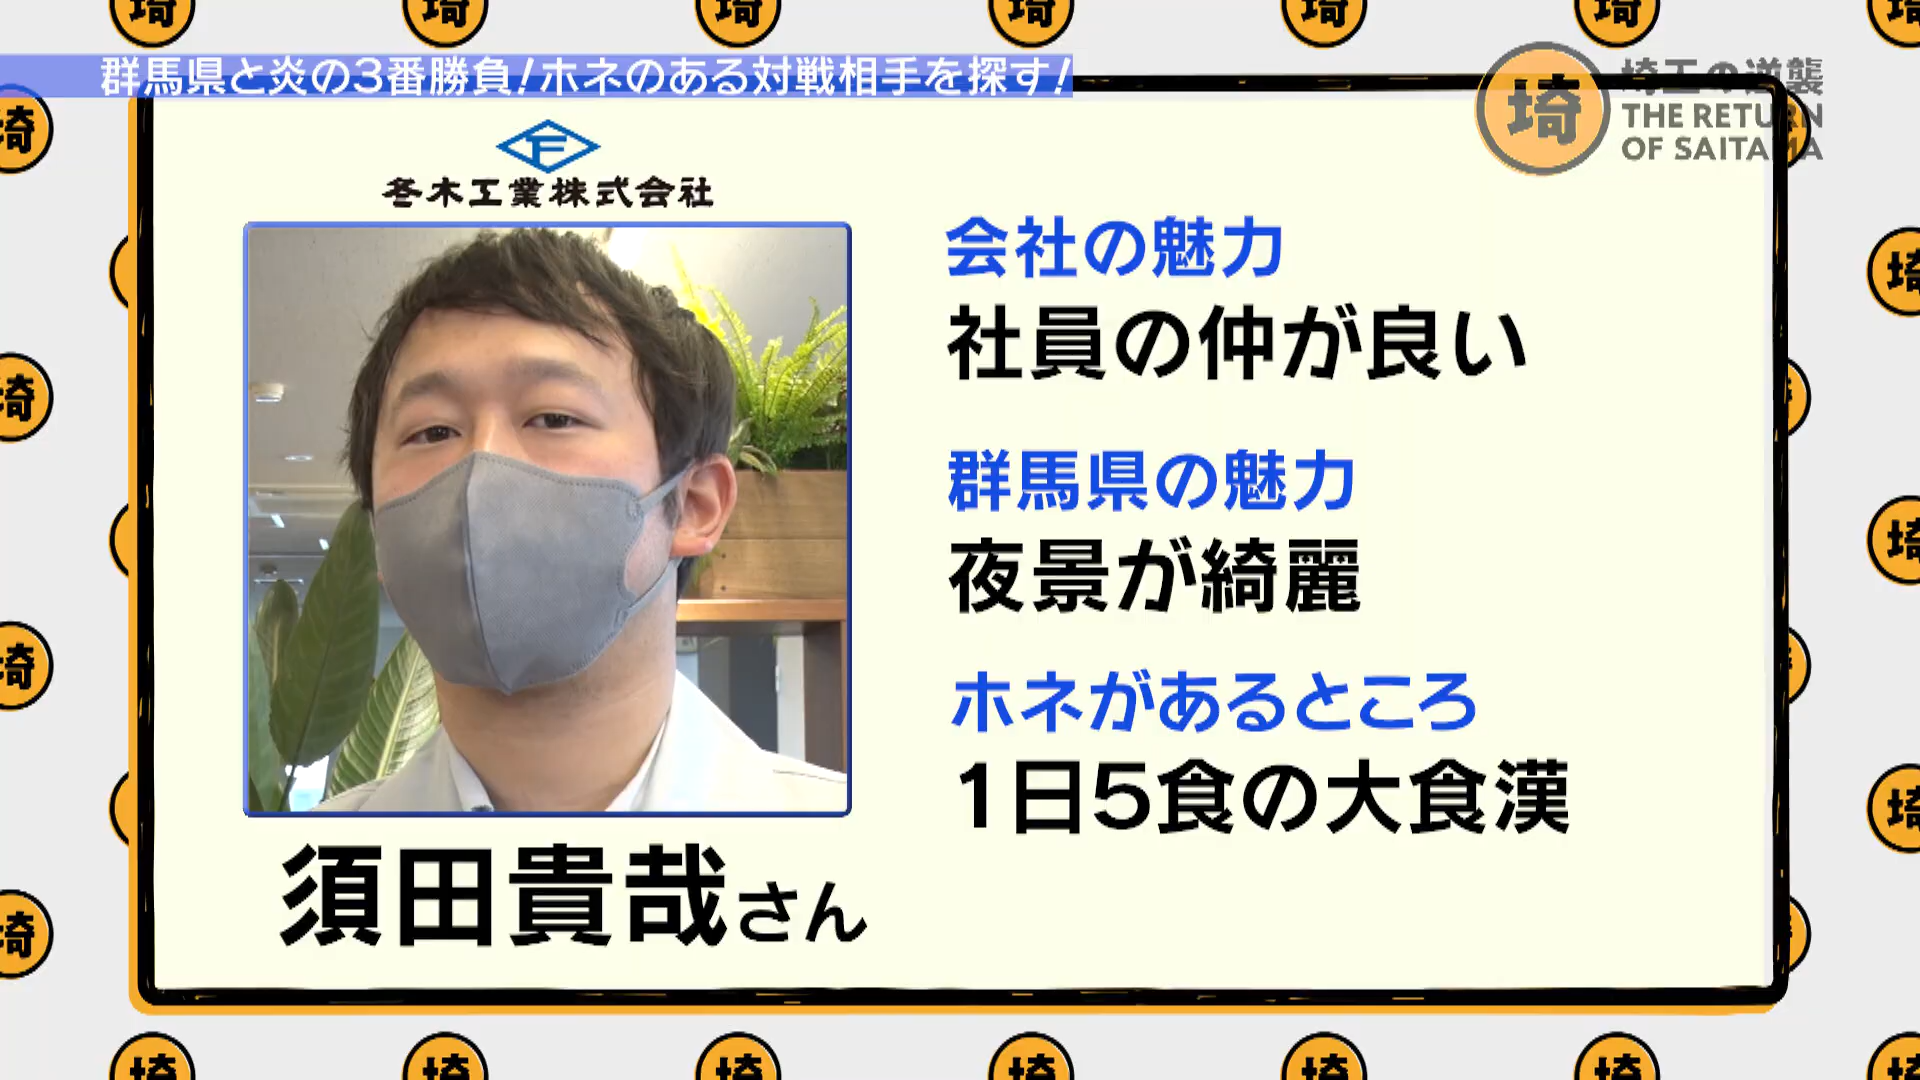 群馬県と炎の3番勝負!ホネのある対戦相手を探す!
埼
埼玉の逆襲
THE RETURN
OF SAITAMA
冬木工業株式会社
会社の魅力
社員の仲が良い
群馬県の魅力
夜景が綺麗
ホネがあるところ
1日5食の大食漢
須田貴哉さん